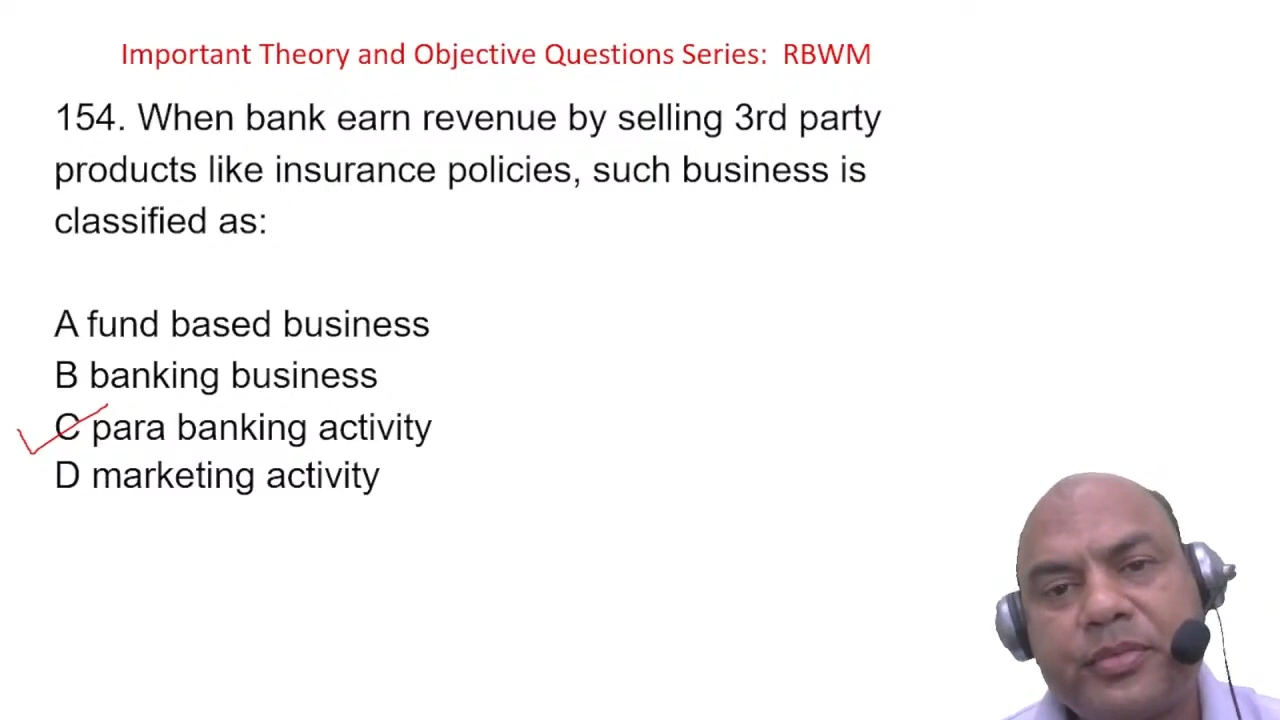 Important Theory and Objective Questions Series: RBWM
154. When bank earn revenue by selling 3rd party
products like insurance policies, such business is
classified as:
A fund based business
B banking business
C para banking activity
D marketing activity